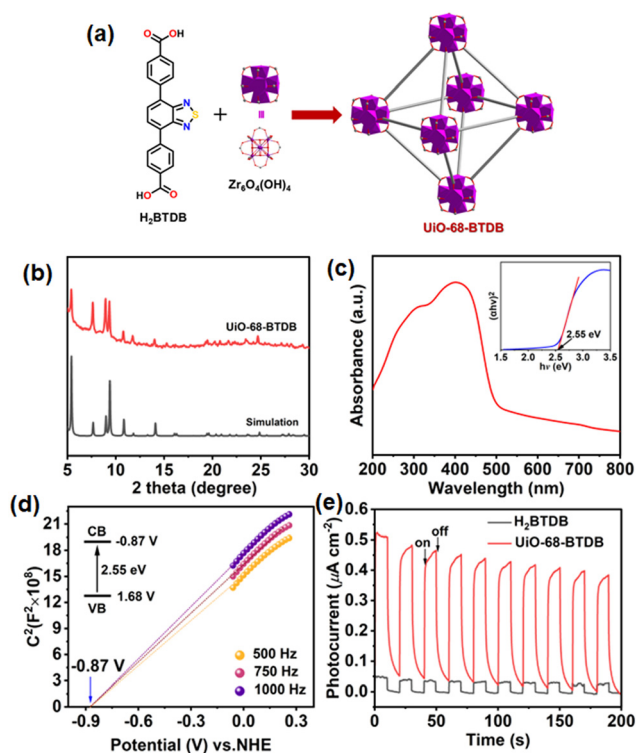 (a)
OH
O
N
S
N
HO
O
H₂BTDB
+
III
Zr₆O₄(OH)₄
UiO-68-BTDB
(b)
UiO-68-BTDB
Simulation
5 10 15 20 25 30
2 theta (degree)
(c)
Absorbance (a.u.)
(αhν)²
2.55 eV
1.5 2.5 3.5
hν (eV)
200 300 400 500 600 700 800
Wavelength (nm)
(d)
C²(F²×10⁸)
21
18
15
12
9
6
3
0
CB
-0.87 V
2.55 eV
VB
1.68 V
-0.87 V
500 Hz
750 Hz
1000 Hz
-0.9 -0.6 -0.3 0.0 0.3
Potential (V) vs.NHE
(e)
Photocurrent (μA cm⁻²)
0.6
0.5
0.4
0.3
0.2
0.1
0.0
on
off
H₂BTDB
UiO-68-BTDB
0 50 100 150 200
Time (s)